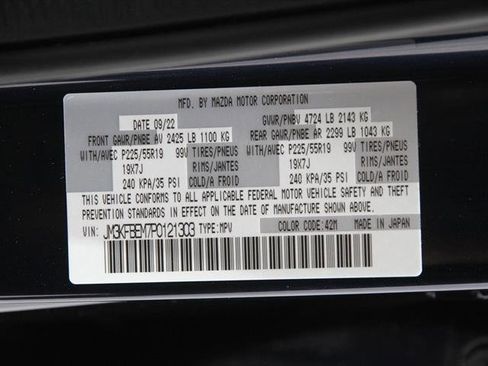 MFD. BY MAZDA MOTOR CORPORATION
DATE 09/22 GVWR/PNBV 4724 LB 2143 KG
FRONT GAWR/PNBE AV 2425 LB 1100 KG REAR GAWR/PNBE AR 2299 LB 1043 KG
WITH/AVEC P225/55R19 99V TIRES/PNEUS WITH/AVEC P225/55R19 99V TIRES/PNEUS
19X7J RIMS/JANTES 19X7J RIMS/JANTES
240 KPA/35 PSI COLD/A FROID 240 KPA/35 PSI COLD/A FROID
THIS VEHICLE CONFORMS TO ALL APPLICABLE FEDERAL MOTOR VEHICLE SAFETY AND THEFT
PREVENTION STANDARDS IN EFFECT ON THE DATE OF MANUFACTURE SHOWN ABOVE.
VIN: JM3KFBEM7P0121303 TYPE:MPV COLOR CODE:42M MADE IN JAPAN